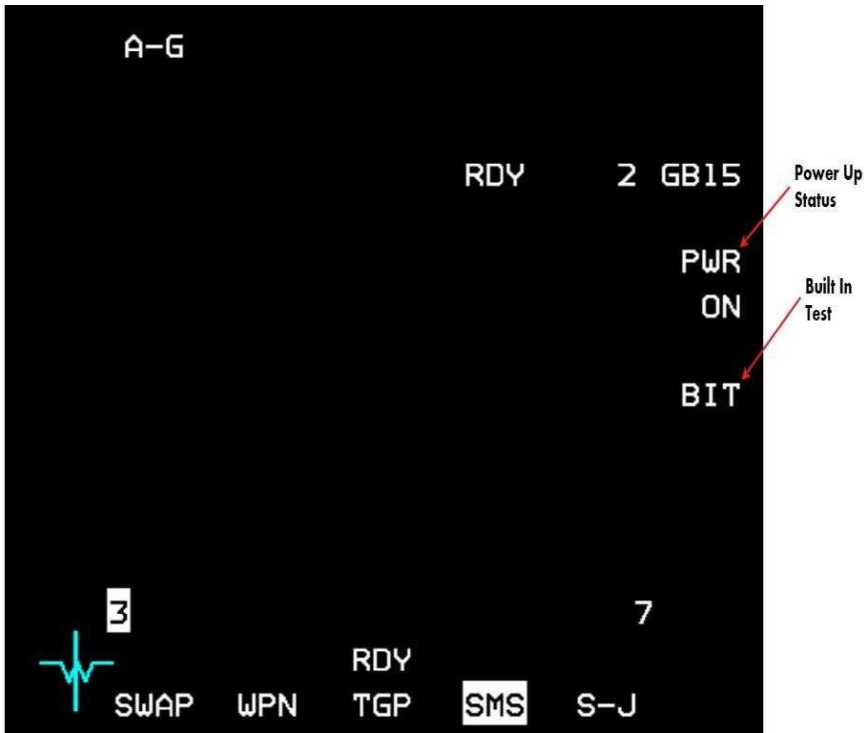 A-G
RDY 2 GB15
Power Up
Status
PWR
ON
Built In
Test
BIT
3 7
RDY
SWAP WPN TGP SMS S-J